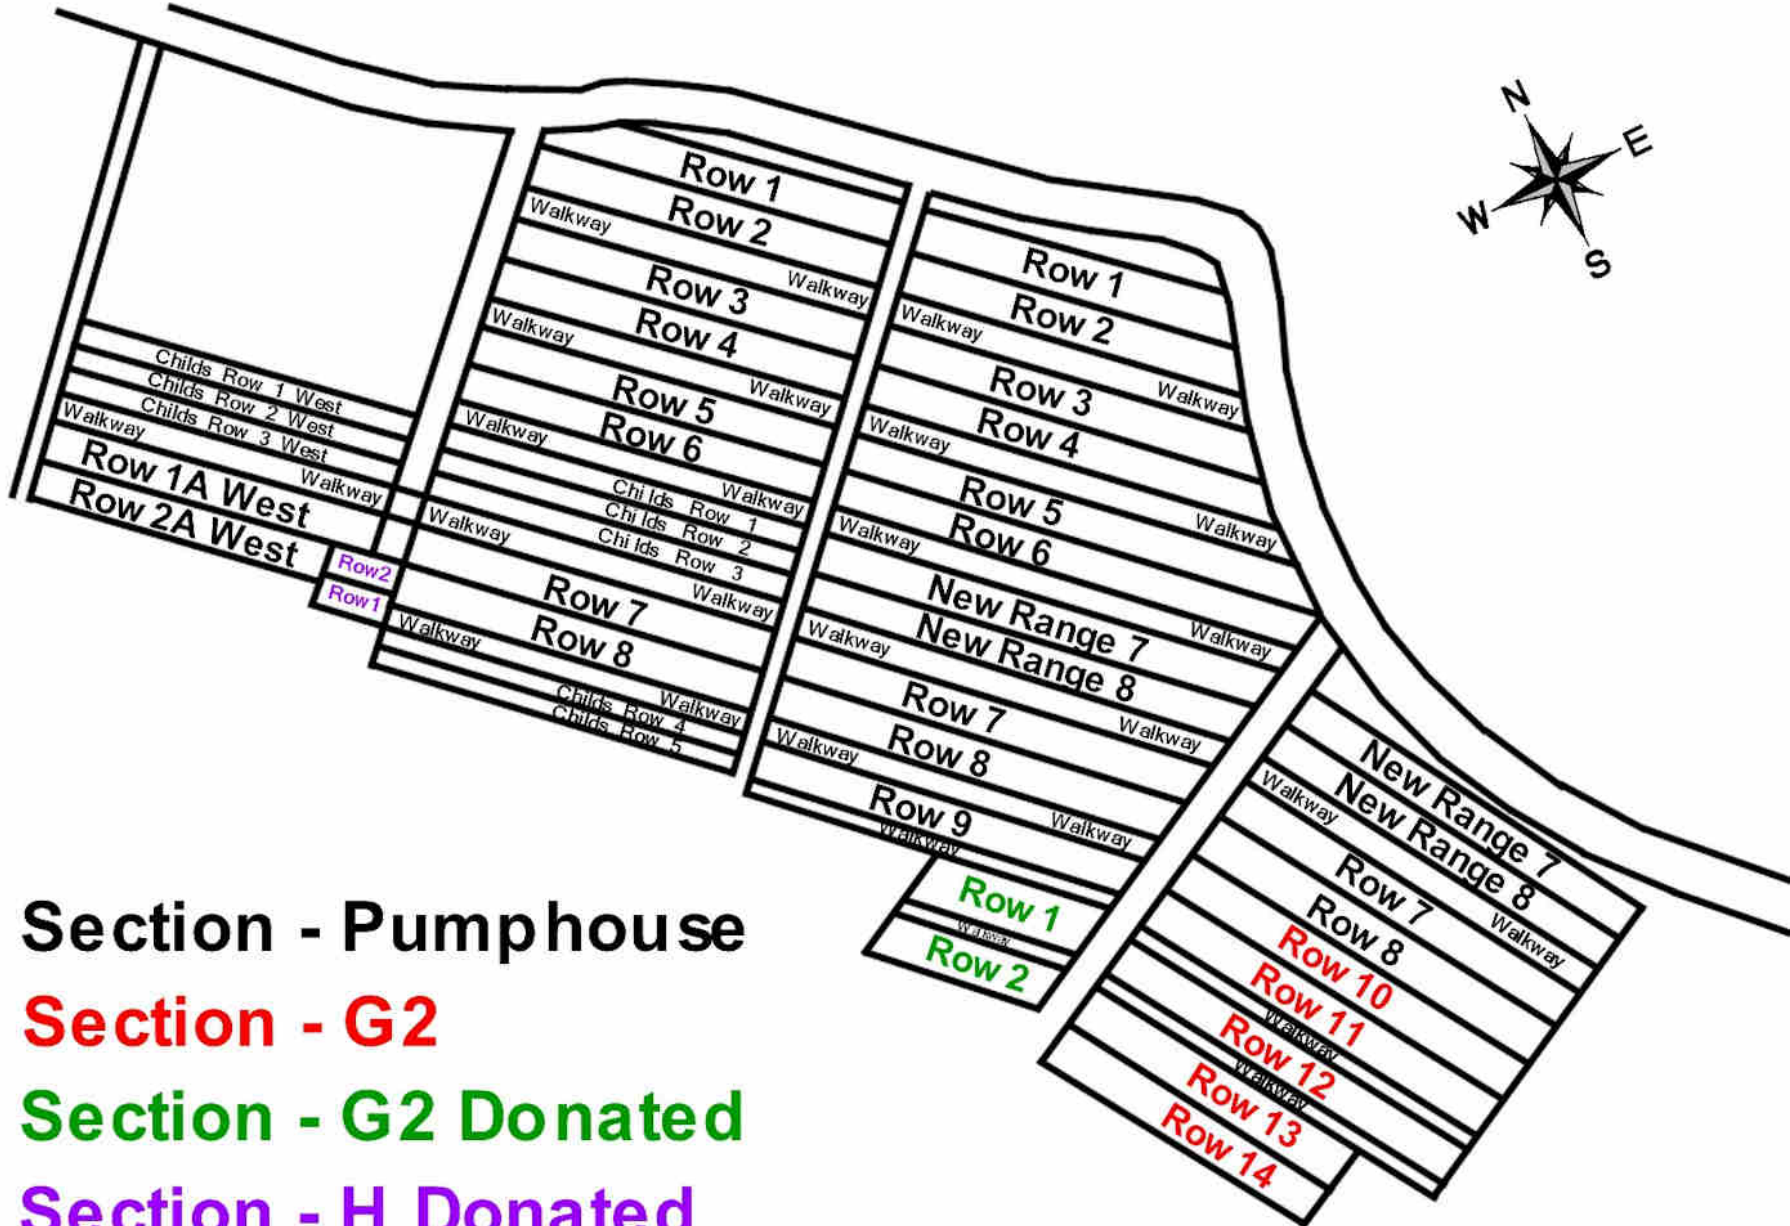 N
E
W
S
Childs Row 1 West
Childs Row 2 West
Childs Row 3 West
Walkway
Walkway
Row 1A West
Row 2A West
Row2
Row1
Row 1
Row 2
Walkway
Walkway
Row 3
Row 4
Walkway
Walkway
Row 5
Row 6
Walkway
Walkway
Childs Row 1
Childs Row 2
Childs Row 3
Walkway
Walkway
Row 7
Row 8
Walkway
Walkway
Childs Row 4
Childs Row 5
Row 1
Row 2
Walkway
Walkway
Row 3
Row 4
Walkway
Walkway
Row 5
Row 6
Walkway
Walkway
New Range 7
New Range 8
Walkway
Walkway
Row 7
Row 8
Walkway
Walkway
Row 9
Walkway
Row 1
Walkway
Row 2
New Range 7
New Range 8
Walkway
Walkway
Row 7
Row 8
Row 10
Row 11
Walkway
Row 12
Walkway
Row 13
Row 14
Section - Pumphouse
Section - G2
Section - G2 Donated
Section - H Donated